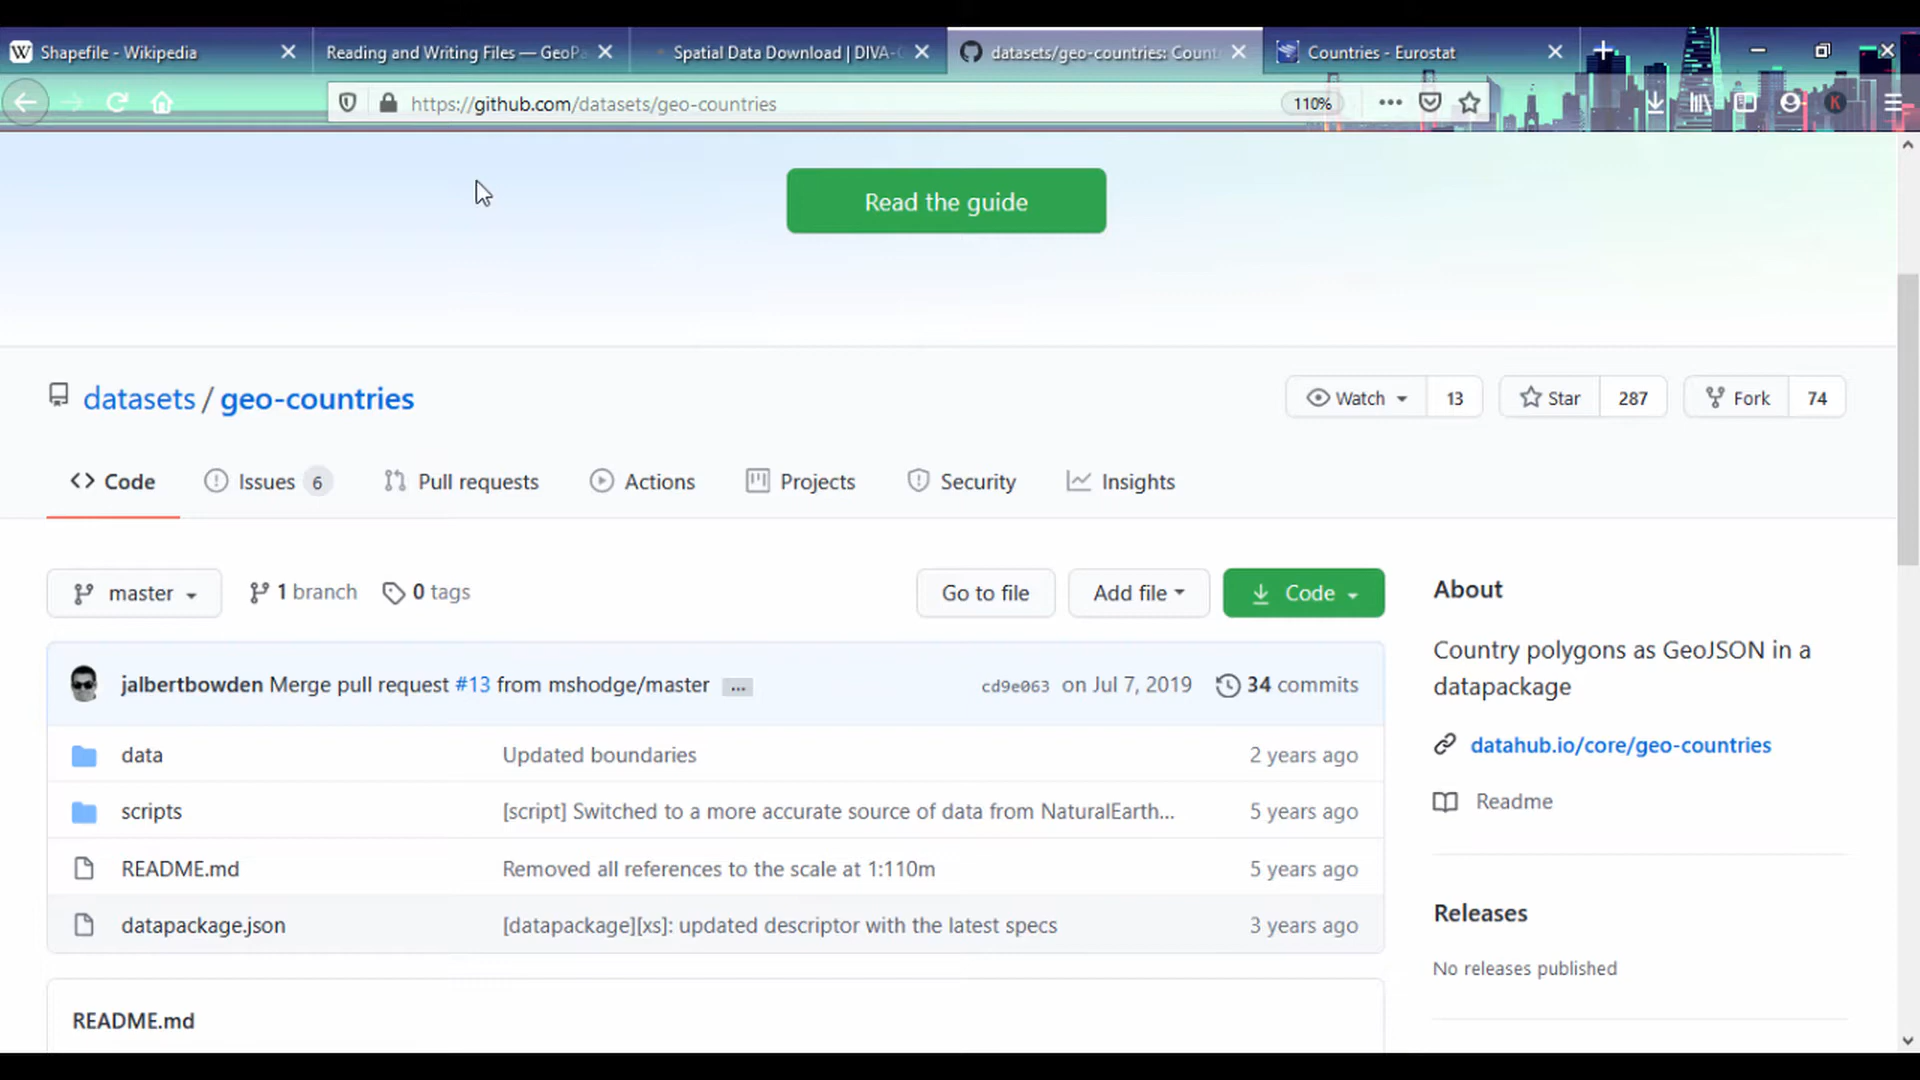 Shapefile - Wikipedia
Reading and Writing Files — GeoPa
Spatial Data Download | DIVA-G
datasets/geo-countries: Count
Countries - Eurostat
https://github.com/datasets/geo-countries
110%
K
Read the guide
datasets / geo-countries
Watch 13
Star 287
Fork 74
Code
Issues 6
Pull requests
Actions
Projects
Security
Insights
master
1 branch
0 tags
Go to file
Add file
Code
jalbertbowden Merge pull request #13 from mshodge/master ...
cd9e063 on Jul 7, 2019
34 commits
data Updated boundaries 2 years ago
scripts [script] Switched to a more accurate source of data from NaturalEarth... 5 years ago
README.md Removed all references to the scale at 1:110m 5 years ago
datapackage.json [datapackage][xs]: updated descriptor with the latest specs 3 years ago
README.md
About
Country polygons as GeoJSON in a
datapackage
datahub.io/core/geo-countries
Readme
Releases
No releases published